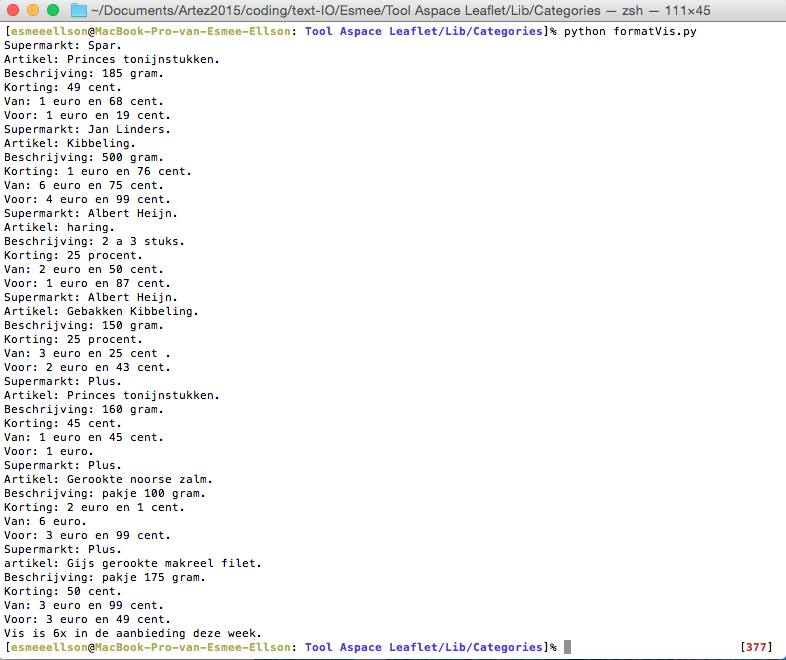 ~/Documents/Artez2015/coding/text-IO/Esmee/Tool Aspace Leaflet/Lib/Categories — zsh — 111×45
[esmeeellson@MacBook-Pro-van-Esmee-Ellson: Tool Aspace Leaflet/Lib/Categories]% python formatVis.py
Supermarkt: Spar.
Artikel: Princes tonijnstukken.
Beschrijving: 185 gram.
Korting: 49 cent.
Van: 1 euro en 68 cent.
Voor: 1 euro en 19 cent.
Supermarkt: Jan Linders.
Artikel: Kibbeling.
Beschrijving: 500 gram.
Korting: 1 euro en 76 cent.
Van: 6 euro en 75 cent.
Voor: 4 euro en 99 cent.
Supermarkt: Albert Heijn.
Artikel: haring.
Beschrijving: 2 a 3 stuks.
Korting: 25 procent.
Van: 2 euro en 50 cent.
Voor: 1 euro en 87 cent.
Supermarkt: Albert Heijn.
Artikel: Gebakken Kibbeling.
Beschrijving: 150 gram.
Korting: 25 procent.
Van: 3 euro en 25 cent .
Voor: 2 euro en 43 cent.
Supermarkt: Plus.
Artikel: Princes tonijnstukken.
Beschrijving: 160 gram.
Korting: 45 cent.
Van: 1 euro en 45 cent.
Voor: 1 euro.
Supermarkt: Plus.
Artikel: Gerookte noorse zalm.
Beschrijving: pakje 100 gram.
Korting: 2 euro en 1 cent.
Van: 6 euro.
Voor: 3 euro en 99 cent.
Supermarkt: Plus.
artikel: Gijs gerookte makreel filet.
Beschrijving: pakje 175 gram.
Korting: 50 cent.
Van: 3 euro en 99 cent.
Voor: 3 euro en 49 cent.
Vis is 6x in de aanbieding deze week.
[esmeeellson@MacBook-Pro-van-Esmee-Ellson: Tool Aspace Leaflet/Lib/Categories]% [377]